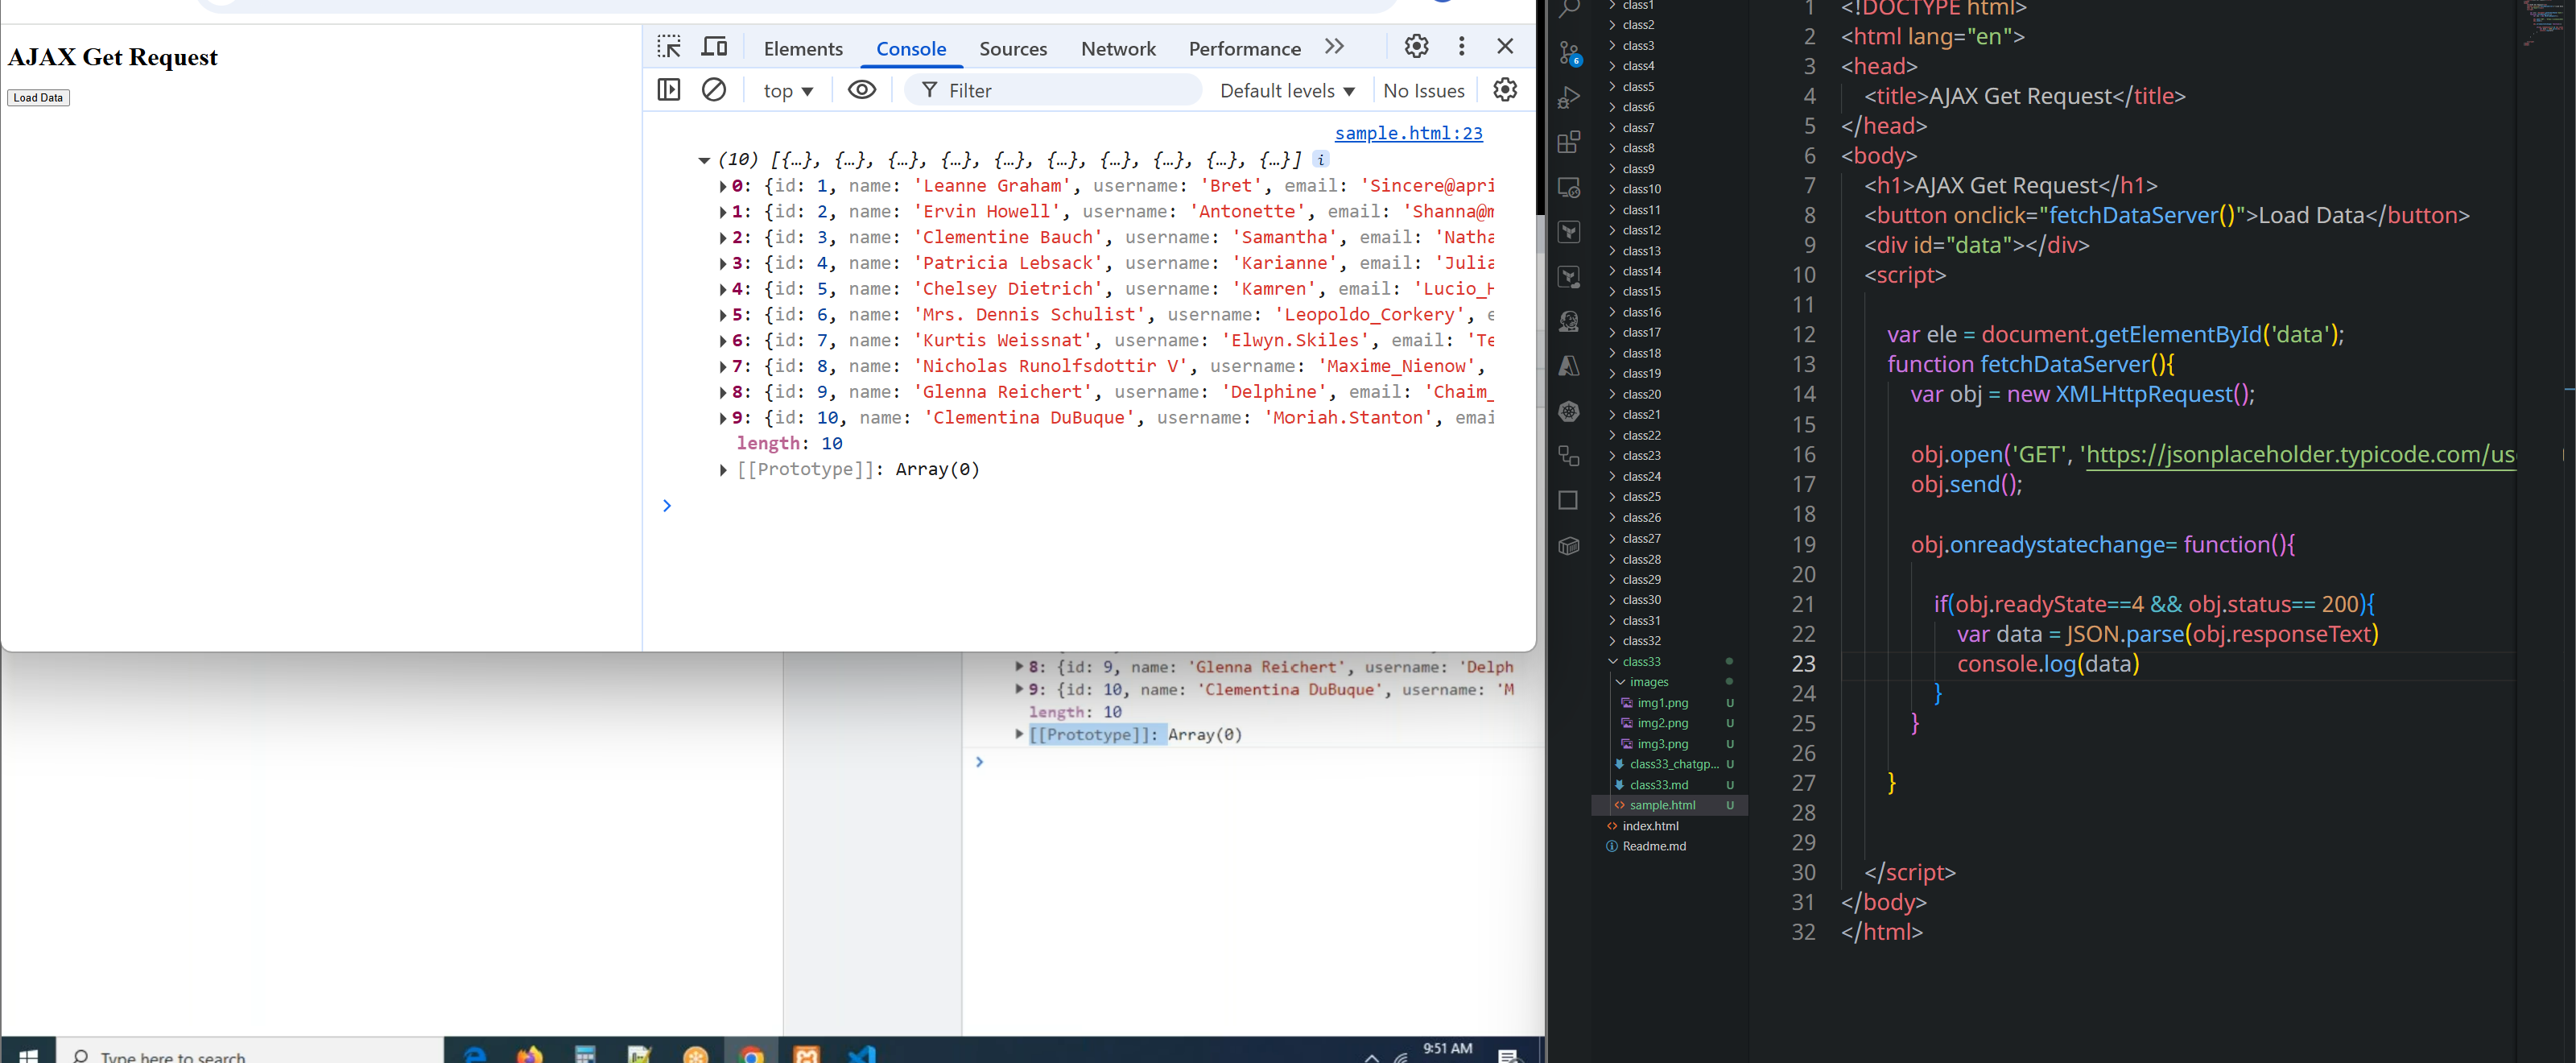 AJAX Get Request
Load Data
Elements
Console
Sources
Network
Performance
top
Filter
Default levels
No Issues
sample.html:23
(10) [{…}, {…}, {…}, {…}, {…}, {…}, {…}, {…}, {…}, {…}]
0: {id: 1, name: 'Leanne Graham', username: 'Bret', email: 'Sincere@apri
1: {id: 2, name: 'Ervin Howell', username: 'Antonette', email: 'Shanna@m
2: {id: 3, name: 'Clementine Bauch', username: 'Samantha', email: 'Natha
3: {id: 4, name: 'Patricia Lebsack', username: 'Karianne', email: 'Julia
4: {id: 5, name: 'Chelsey Dietrich', username: 'Kamren', email: 'Lucio_H
5: {id: 6, name: 'Mrs. Dennis Schulist', username: 'Leopoldo_Corkery', e
6: {id: 7, name: 'Kurtis Weissnat', username: 'Elwyn.Skiles', email: 'Te
7: {id: 8, name: 'Nicholas Runolfsdottir V', username: 'Maxime_Nienow',
8: {id: 9, name: 'Glenna Reichert', username: 'Delphine', email: 'Chaim_
9: {id: 10, name: 'Clementina DuBuque', username: 'Moriah.Stanton', emai
length: 10
[[Prototype]]: Array(0)
8: {id: 9, name: 'Glenna Reichert', username: 'Delph
9: {id: 10, name: 'Clementina DuBuque', username: 'M
length: 10
[[Prototype]]: Array(0)
Type here to search
9:51 AM
6
class1
class2
class3
class4
class5
class6
class7
class8
class9
class10
class11
class12
class13
class14
class15
class16
class17
class18
class19
class20
class21
class22
class23
class24
class25
class26
class27
class28
class29
class30
class31
class32
class33
images
img1.png U
img2.png U
img3.png U
class33_chatgp... U
class33.md U
sample.html U
index.html
Readme.md
1 <!DOCTYPE html>
2 <html lang="en">
3 <head>
4 <title>AJAX Get Request</title>
5 </head>
6 <body>
7 <h1>AJAX Get Request</h1>
8 <button onclick="fetchDataServer()">Load Data</button>
9 <div id="data"></div>
10 <script>
11
12 var ele = document.getElementById('data');
13 function fetchDataServer(){
14 var obj = new XMLHttpRequest();
15
16 obj.open('GET', 'https://jsonplaceholder.typicode.com/us
17 obj.send();
18
19 obj.onreadystatechange= function(){
20
21 if(obj.readyState==4 && obj.status== 200){
22 var data = JSON.parse(obj.responseText)
23 console.log(data)
24 }
25 }
26
27 }
28
29
30 </script>
31 </body>
32 </html>